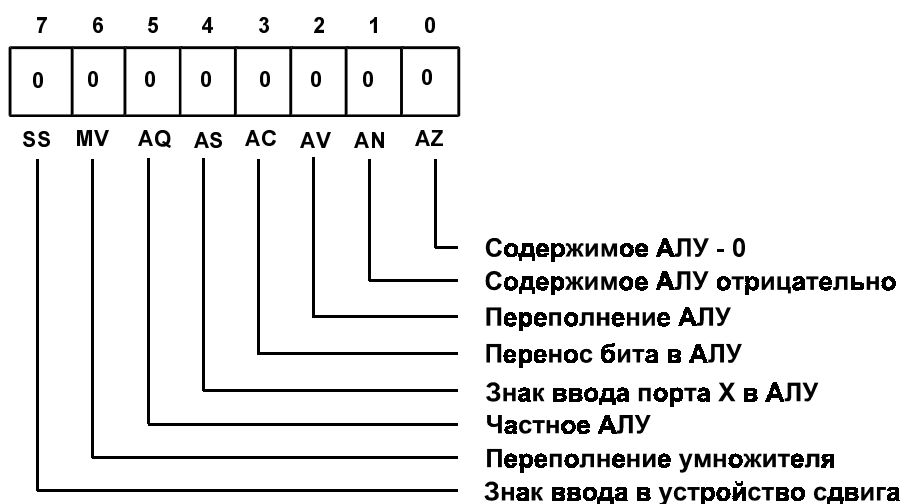 7 6 5 4 3 2 1 0
0 0 0 0 0 0 0 0
SS MV AQ AS AC AV AN AZ
Содержимое АЛУ - 0
Содержимое АЛУ отрицательно
Переполнение АЛУ
Перенос бита в АЛУ
Знак ввода порта X в АЛУ
Частное АЛУ
Переполнение умножителя
Знак ввода в устройство сдвига